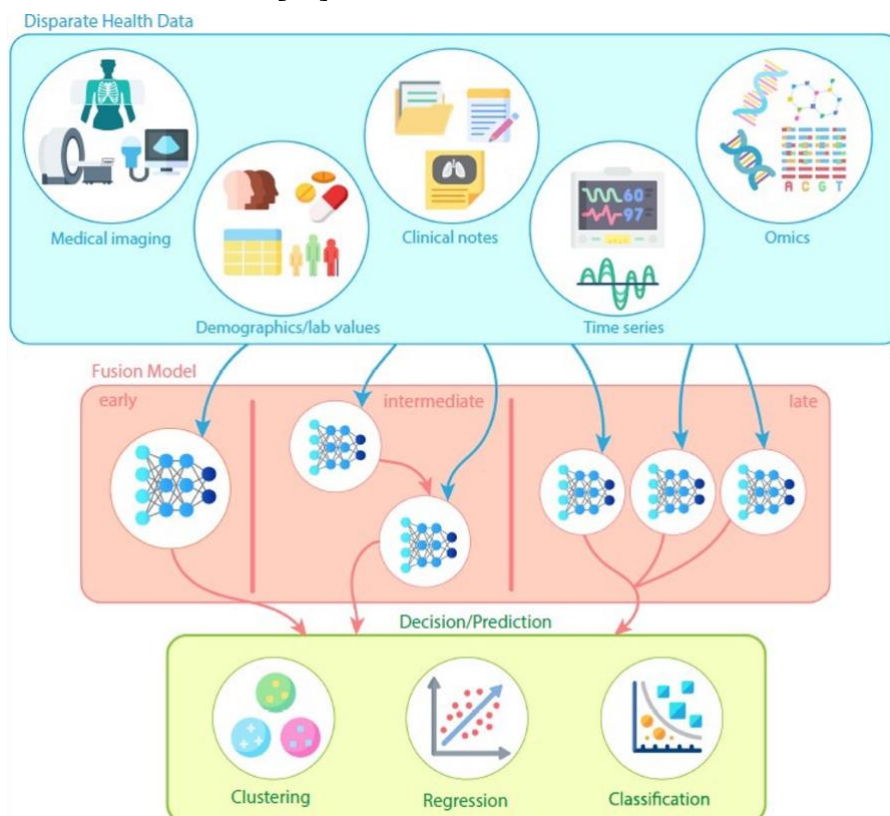 Disparate Health Data
Medical imaging
Demographics/lab values
Clinical notes
60
97
Time series
A C G T
Omics
Fusion Model
early
intermediate
late
Decision/Prediction
Clustering
Regression
Classification